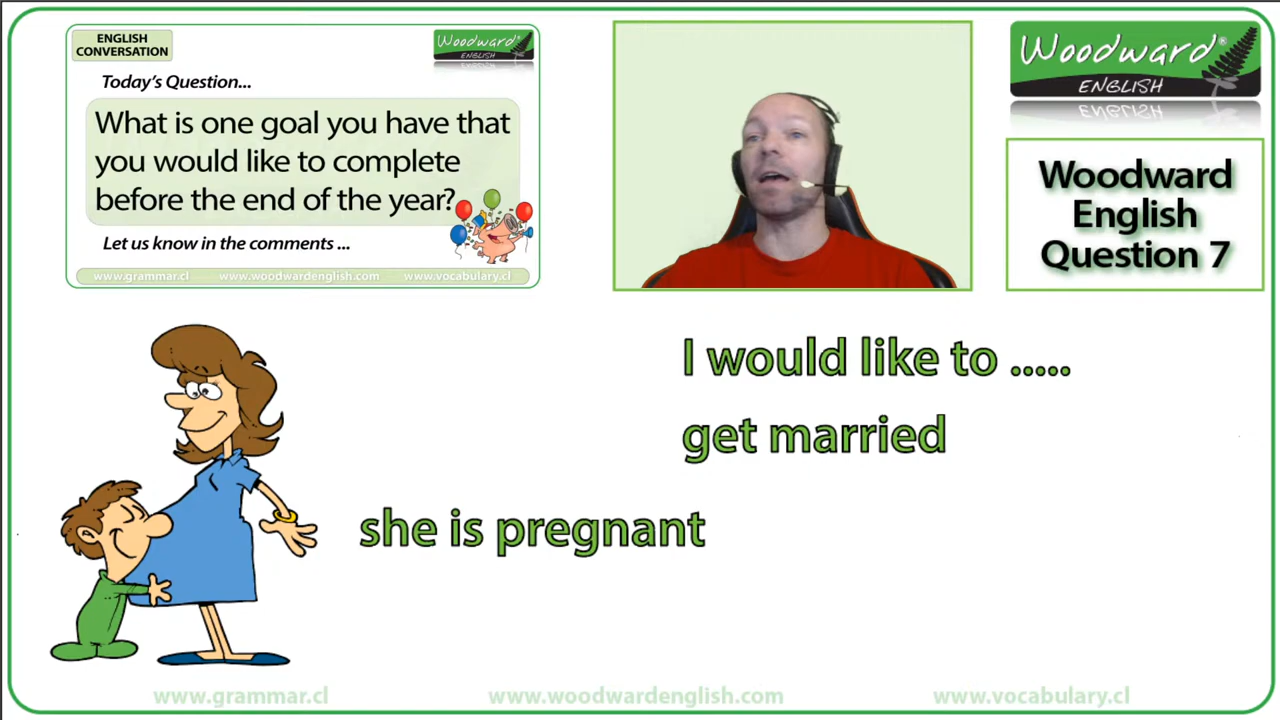 ENGLISH
CONVERSATION
Woodward
ENGLISH
Today's Question...
What is one goal you have that
you would like to complete
before the end of the year?
Let us know in the comments ...
www.grammar.cl www.woodwardenglish.com www.vocabulary.cl
Woodward®
ENGLISH
Woodward
English
Question 7
I would like to .....
get married
she is pregnant
www.grammar.cl www.woodwardenglish.com www.vocabulary.cl